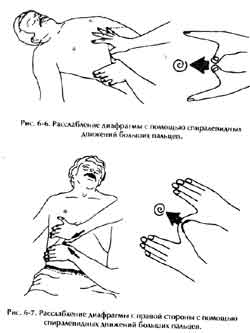 Рис. 6-6. Расслабление диафрагмы с помощью спиралевидных
движений больших пальцев.
Рис. 6-7. Расслабление диафрагмы с правой стороны с помощью
спиралевидных движений больших пальцев.